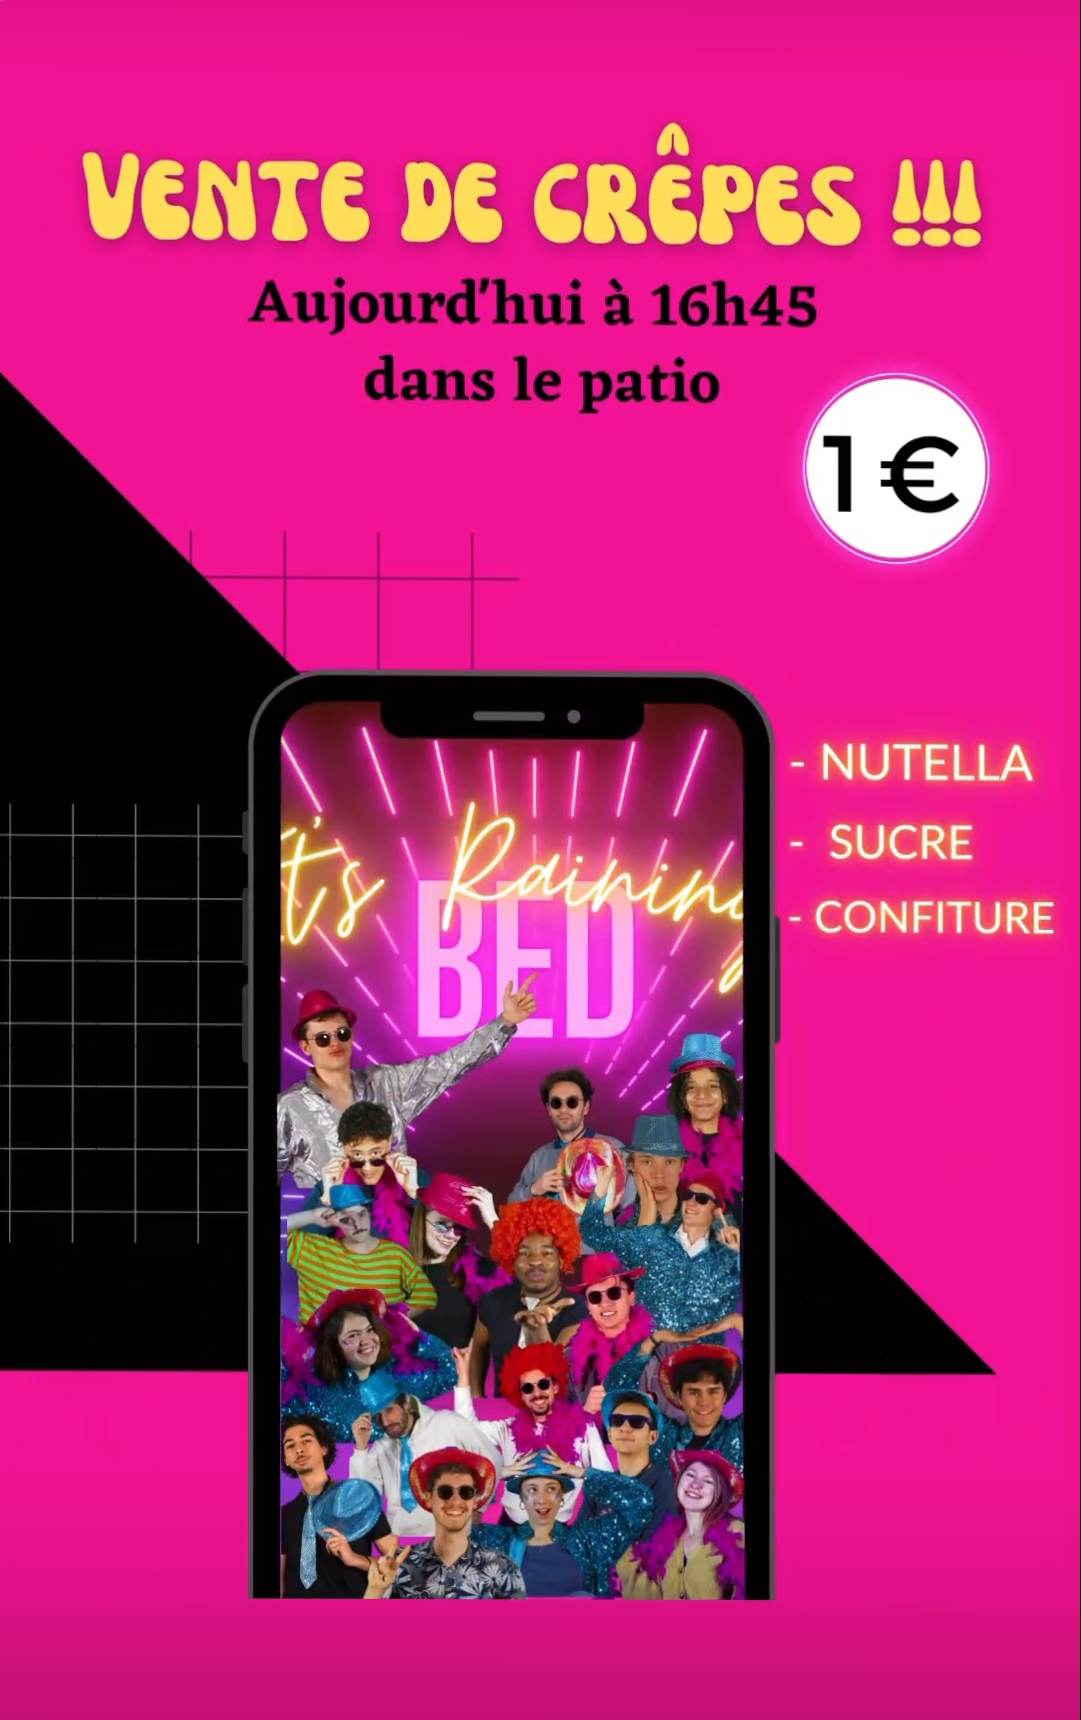 VENTE DE CRÊPES !!!
Aujourd'hui à 16h45
dans le patio
1€
- NUTELLA
- SUCRE
- CONFITURE
t's Raining
BED